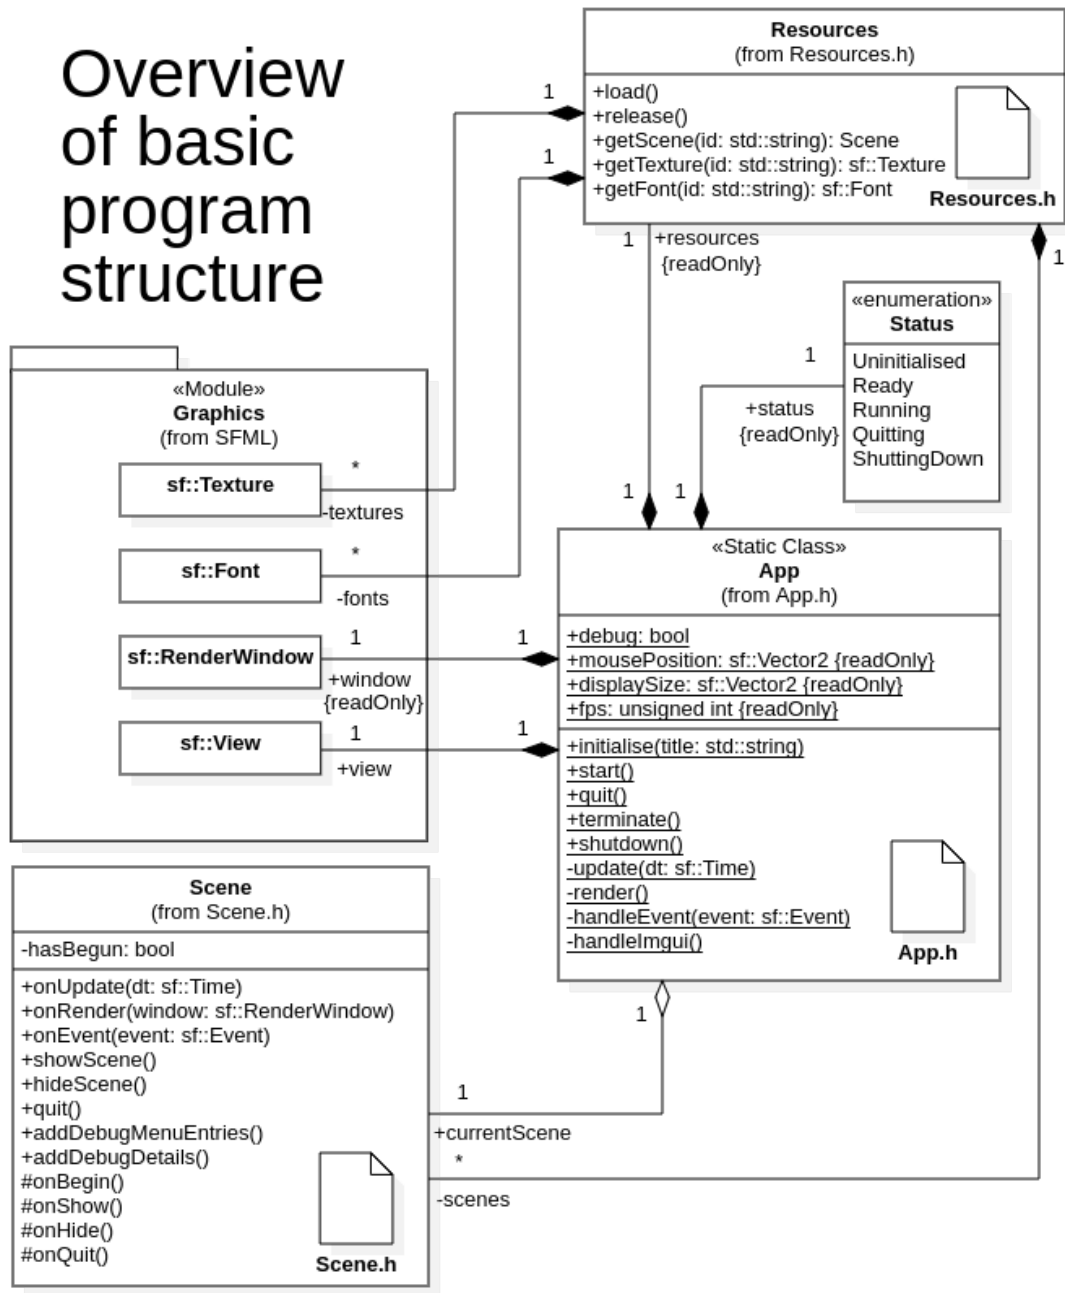 Overview
of basic
program
structure
Resources
(from Resources.h)
+load()
+release()
+getScene(id: std::string): Scene
+getTexture(id: std::string): sf::Texture
+getFont(id: std::string): sf::Font
Resources.h
1
1
1
+resources
{readOnly}
1
«enumeration»
Status
Uninitialised
Ready
Running
Quitting
ShuttingDown
1
+status
{readOnly}
«Module»
Graphics
(from SFML)
sf::Texture
*
-textures
sf::Font
*
-fonts
sf::RenderWindow
1
+window
{readOnly}
sf::View
1
+view
1
1
1
1
«Static Class»
App
(from App.h)
+debug: bool
+mousePosition: sf::Vector2 {readOnly}
+displaySize: sf::Vector2 {readOnly}
+fps: unsigned int {readOnly}
+initialise(title: std::string)
+start()
+quit()
+terminate()
+shutdown()
-update(dt: sf::Time)
-render()
-handleEvent(event: sf::Event)
-handleImgui()
App.h
1
Scene
(from Scene.h)
-hasBegun: bool
+onUpdate(dt: sf::Time)
+onRender(window: sf::RenderWindow)
+onEvent(event: sf::Event)
+showScene()
+hideScene()
+quit()
+addDebugMenuEntries()
+addDebugDetails()
#onBegin()
#onShow()
#onHide()
#onQuit()
Scene.h
1
+currentScene
*
-scenes